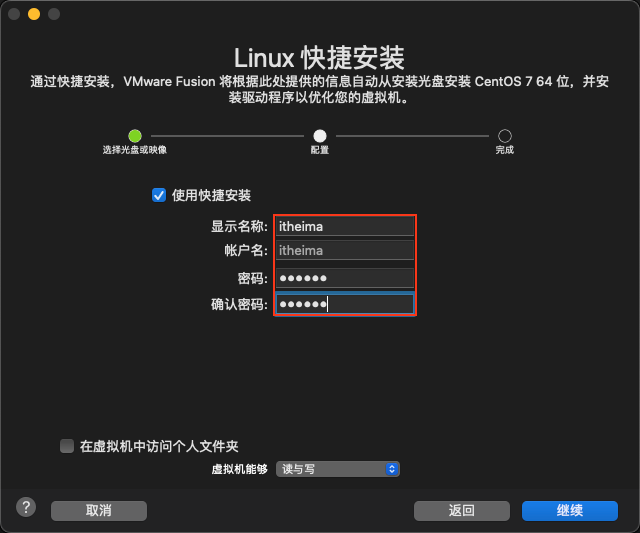 Linux 快捷安装
通过快捷安装，VMware Fusion 将根据此处提供的信息自动从安装光盘安装 CentOS 7 64 位，并安
装驱动程序以优化您的虚拟机。
选择光盘或映像
配置
完成
使用快捷安装
显示名称: itheima
帐户名: itheima
密码: ●●●●●●
确认密码: ●●●●●●
在虚拟机中访问个人文件夹
虚拟机能够 读与写
? 取消 返回 继续